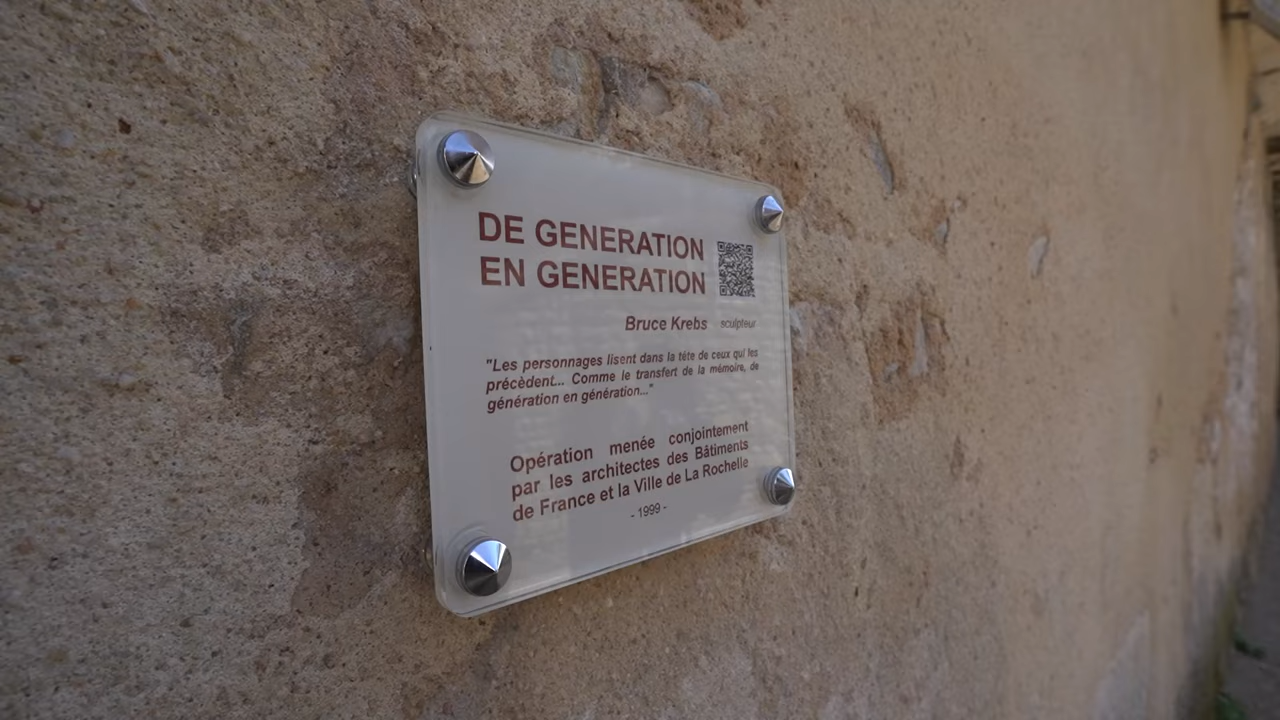 DE GENERATION
EN GENERATION
Bruce Krebs sculpteur
"Les personnages lisent dans la tête de ceux qui les
précèdent... Comme le transfert de la mémoire, de
génération en génération..."
Opération menée conjointement
par les architectes des Bâtiments
de France et la Ville de La Rochelle
- 1999 -